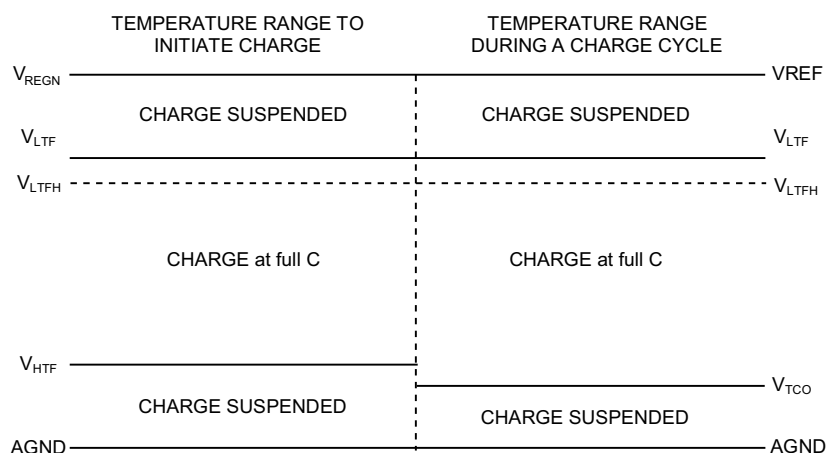 TEMPERATURE RANGE TO
INITIATE CHARGE
TEMPERATURE RANGE
DURING A CHARGE CYCLE
VREGN
VREF
CHARGE SUSPENDED
CHARGE SUSPENDED
VLTF
VLTF
VLTFH
VLTFH
CHARGE at full C
CHARGE at full C
VHTF
VTCO
CHARGE SUSPENDED
CHARGE SUSPENDED
AGND
AGND